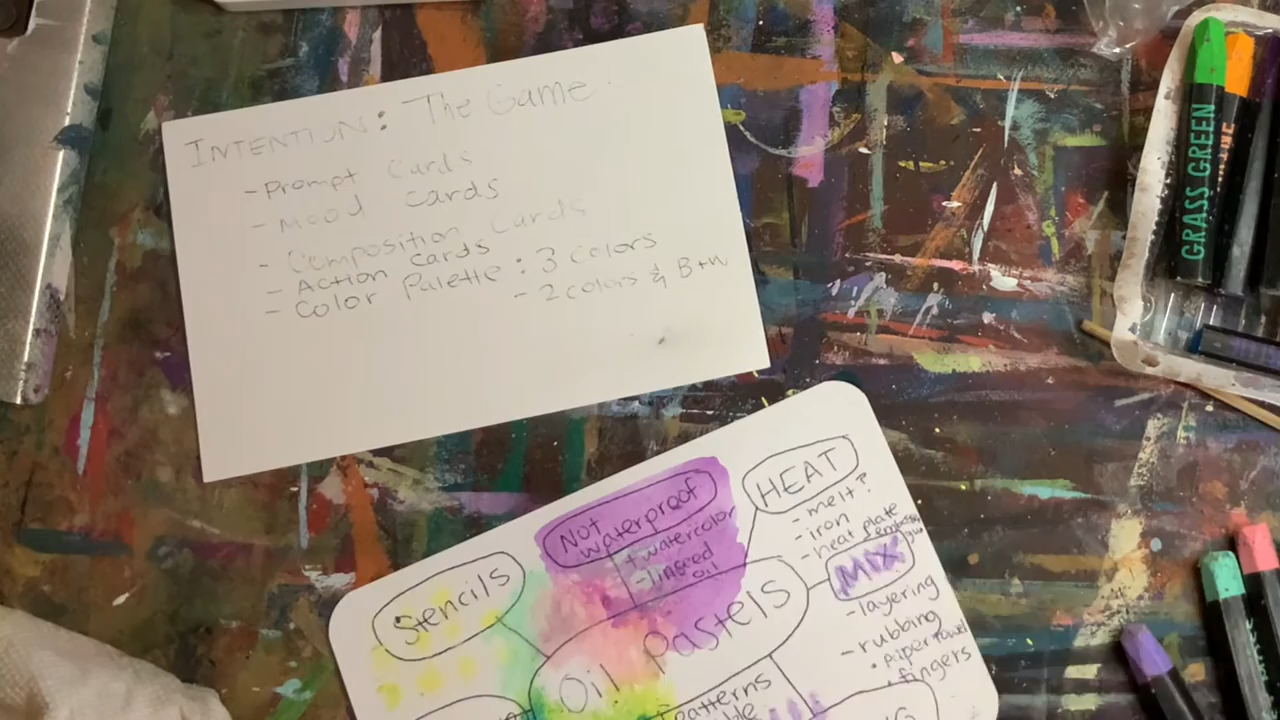 INTENTION: The Game
- Prompt Card
- Mood Cards
- Composition Cards
- Action Cards
- Color Palette : 3 Colors
- 2 colors & B+W
GRASS GREEN
HEAT
- melt?
- iron
- heat plate
Not waterproof
+ watercolor
- linseed oil
MIX
- layering
- rubbing
• paper towel
• fingers
Stencils
Oil Pastels
patterns